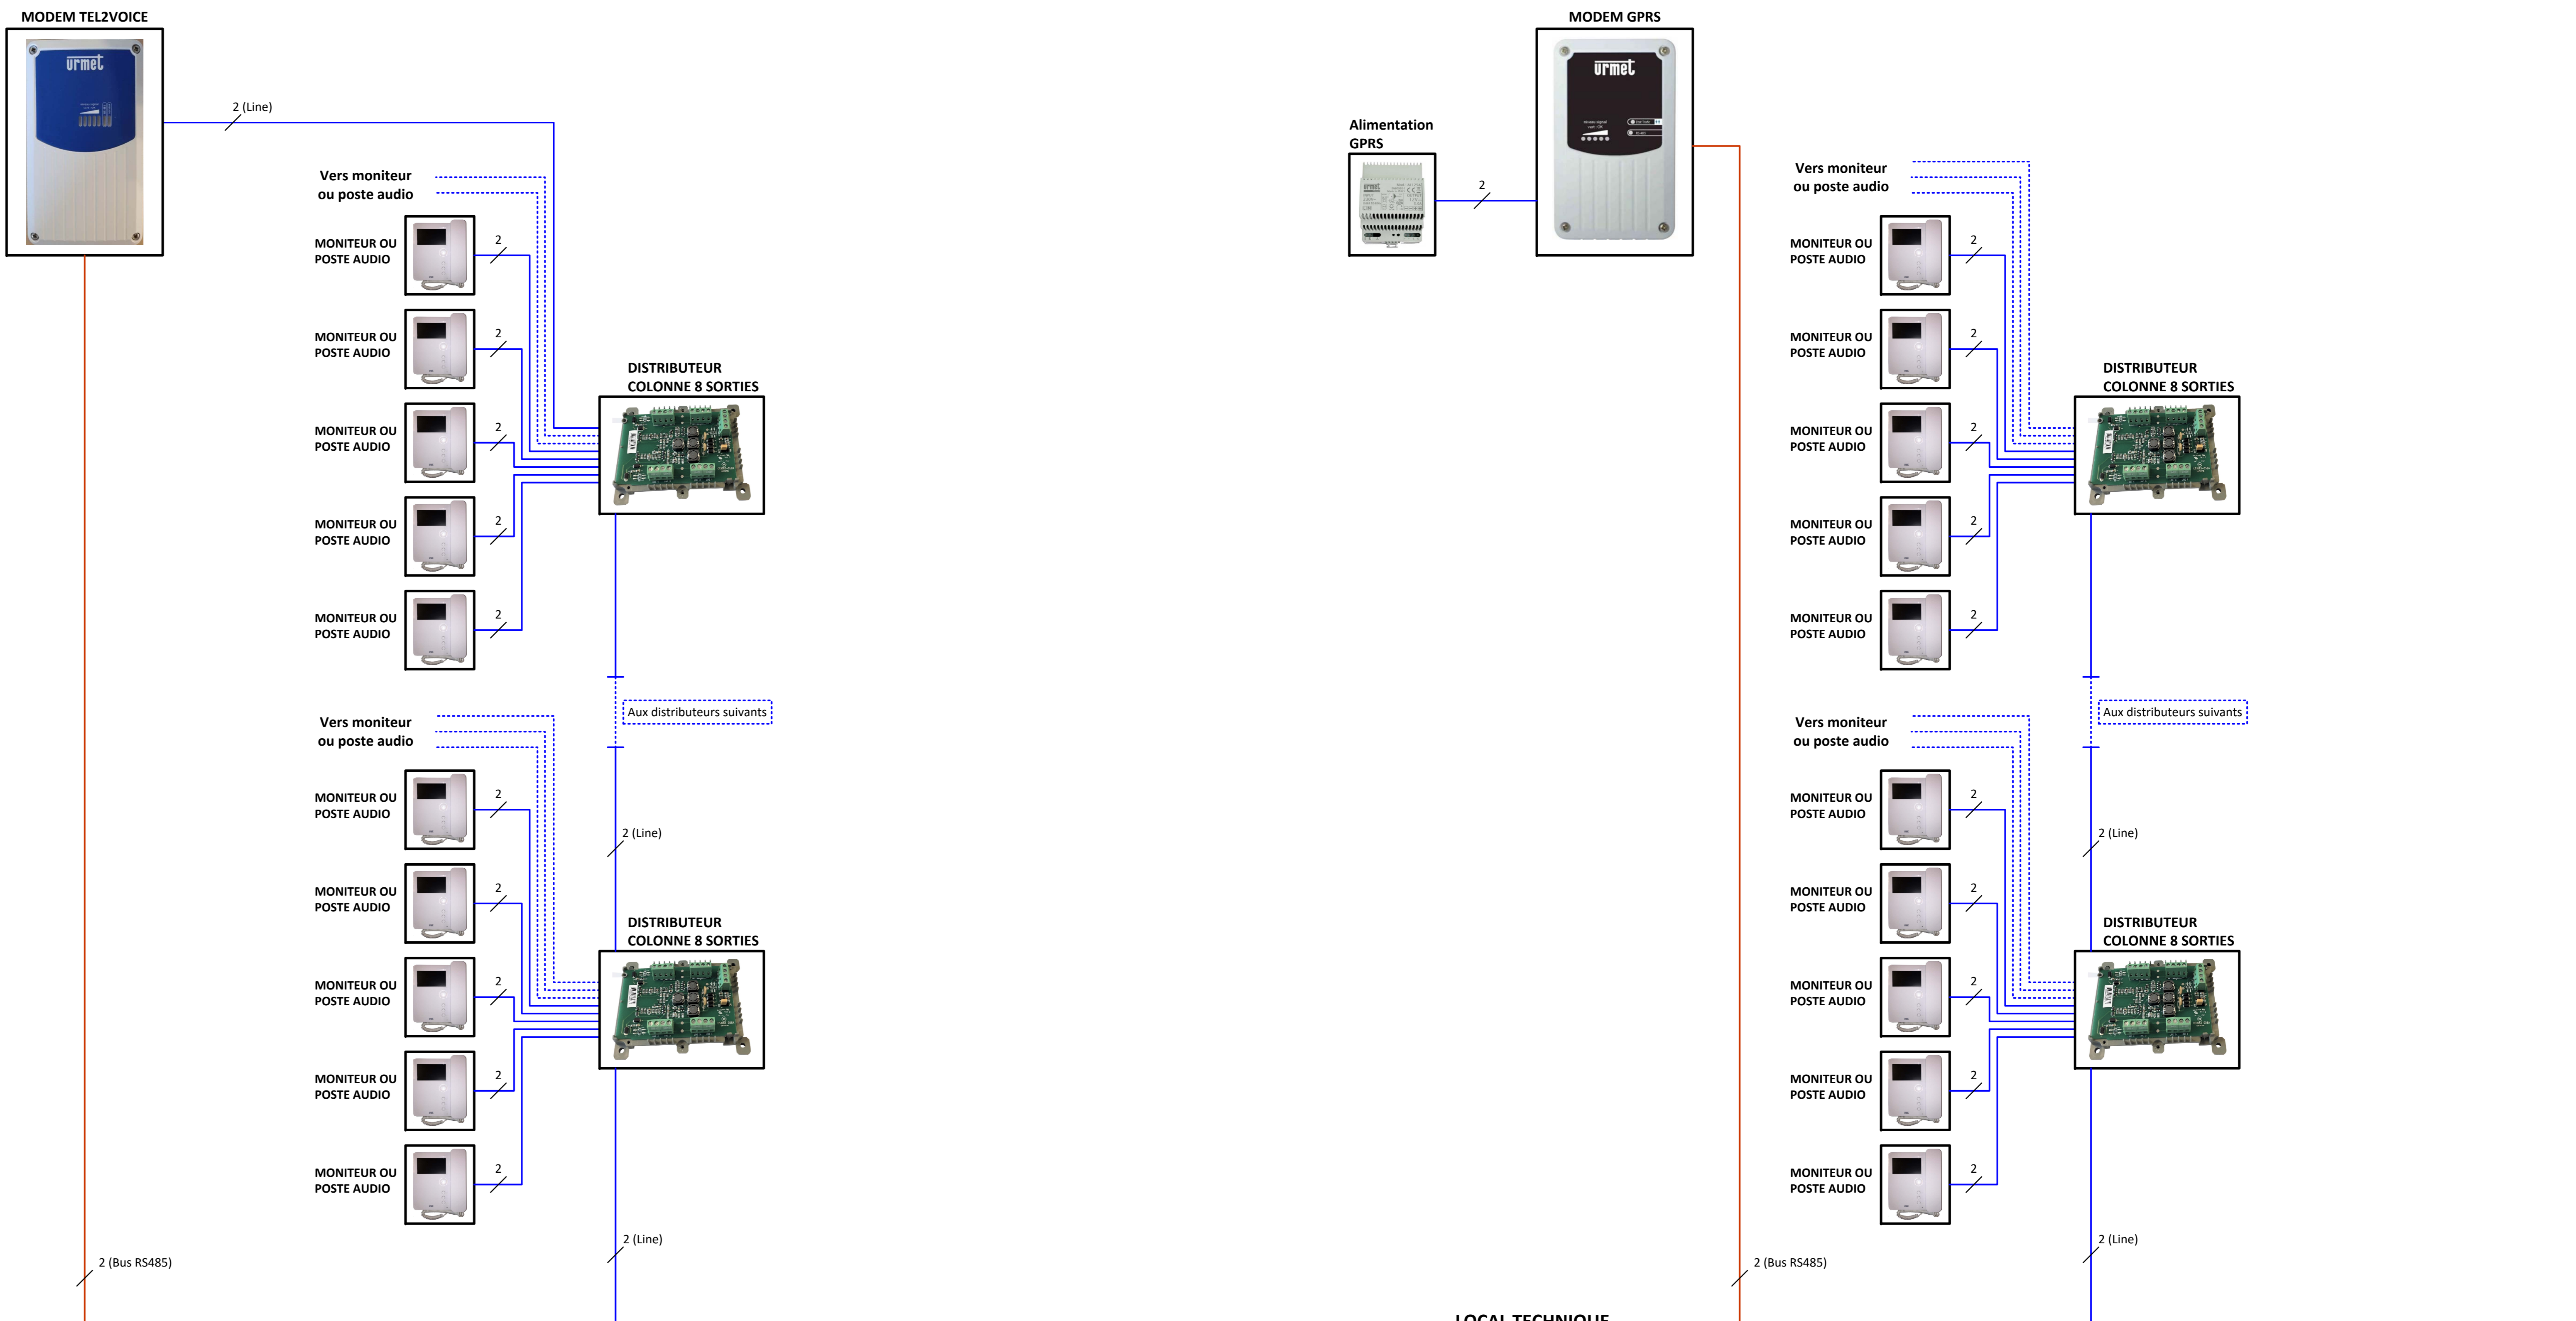 MODEM TEL2VOICE
urmet
2 (Line)
Vers moniteur
ou poste audio
MONITEUR OU
POSTE AUDIO
2
MONITEUR OU
POSTE AUDIO
2
MONITEUR OU
POSTE AUDIO
2
MONITEUR OU
POSTE AUDIO
2
MONITEUR OU
POSTE AUDIO
2
DISTRIBUTEUR
COLONNE 8 SORTIES
Aux distributeurs suivants
Vers moniteur
ou poste audio
MONITEUR OU
POSTE AUDIO
2
MONITEUR OU
POSTE AUDIO
2
MONITEUR OU
POSTE AUDIO
2
MONITEUR OU
POSTE AUDIO
2
MONITEUR OU
POSTE AUDIO
2
2 (Line)
DISTRIBUTEUR
COLONNE 8 SORTIES
2 (Line)
2 (Bus RS485)
MODEM GPRS
urmet
niveau signal
Alimentation
GPRS
urmet
2
Vers moniteur
ou poste audio
MONITEUR OU
POSTE AUDIO
2
MONITEUR OU
POSTE AUDIO
2
MONITEUR OU
POSTE AUDIO
2
MONITEUR OU
POSTE AUDIO
2
MONITEUR OU
POSTE AUDIO
2
DISTRIBUTEUR
COLONNE 8 SORTIES
Aux distributeurs suivants
Vers moniteur
ou poste audio
MONITEUR OU
POSTE AUDIO
2
MONITEUR OU
POSTE AUDIO
2
MONITEUR OU
POSTE AUDIO
2
MONITEUR OU
POSTE AUDIO
2
MONITEUR OU
POSTE AUDIO
2
2 (Line)
DISTRIBUTEUR
COLONNE 8 SORTIES
2 (Line)
2 (Bus RS485)
LOCAL TECHNIQUE